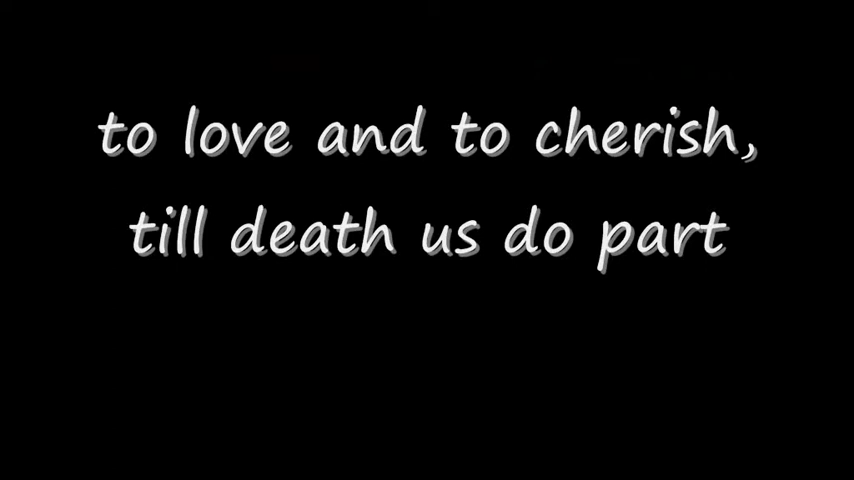 to love and to cherish,
till death us do part